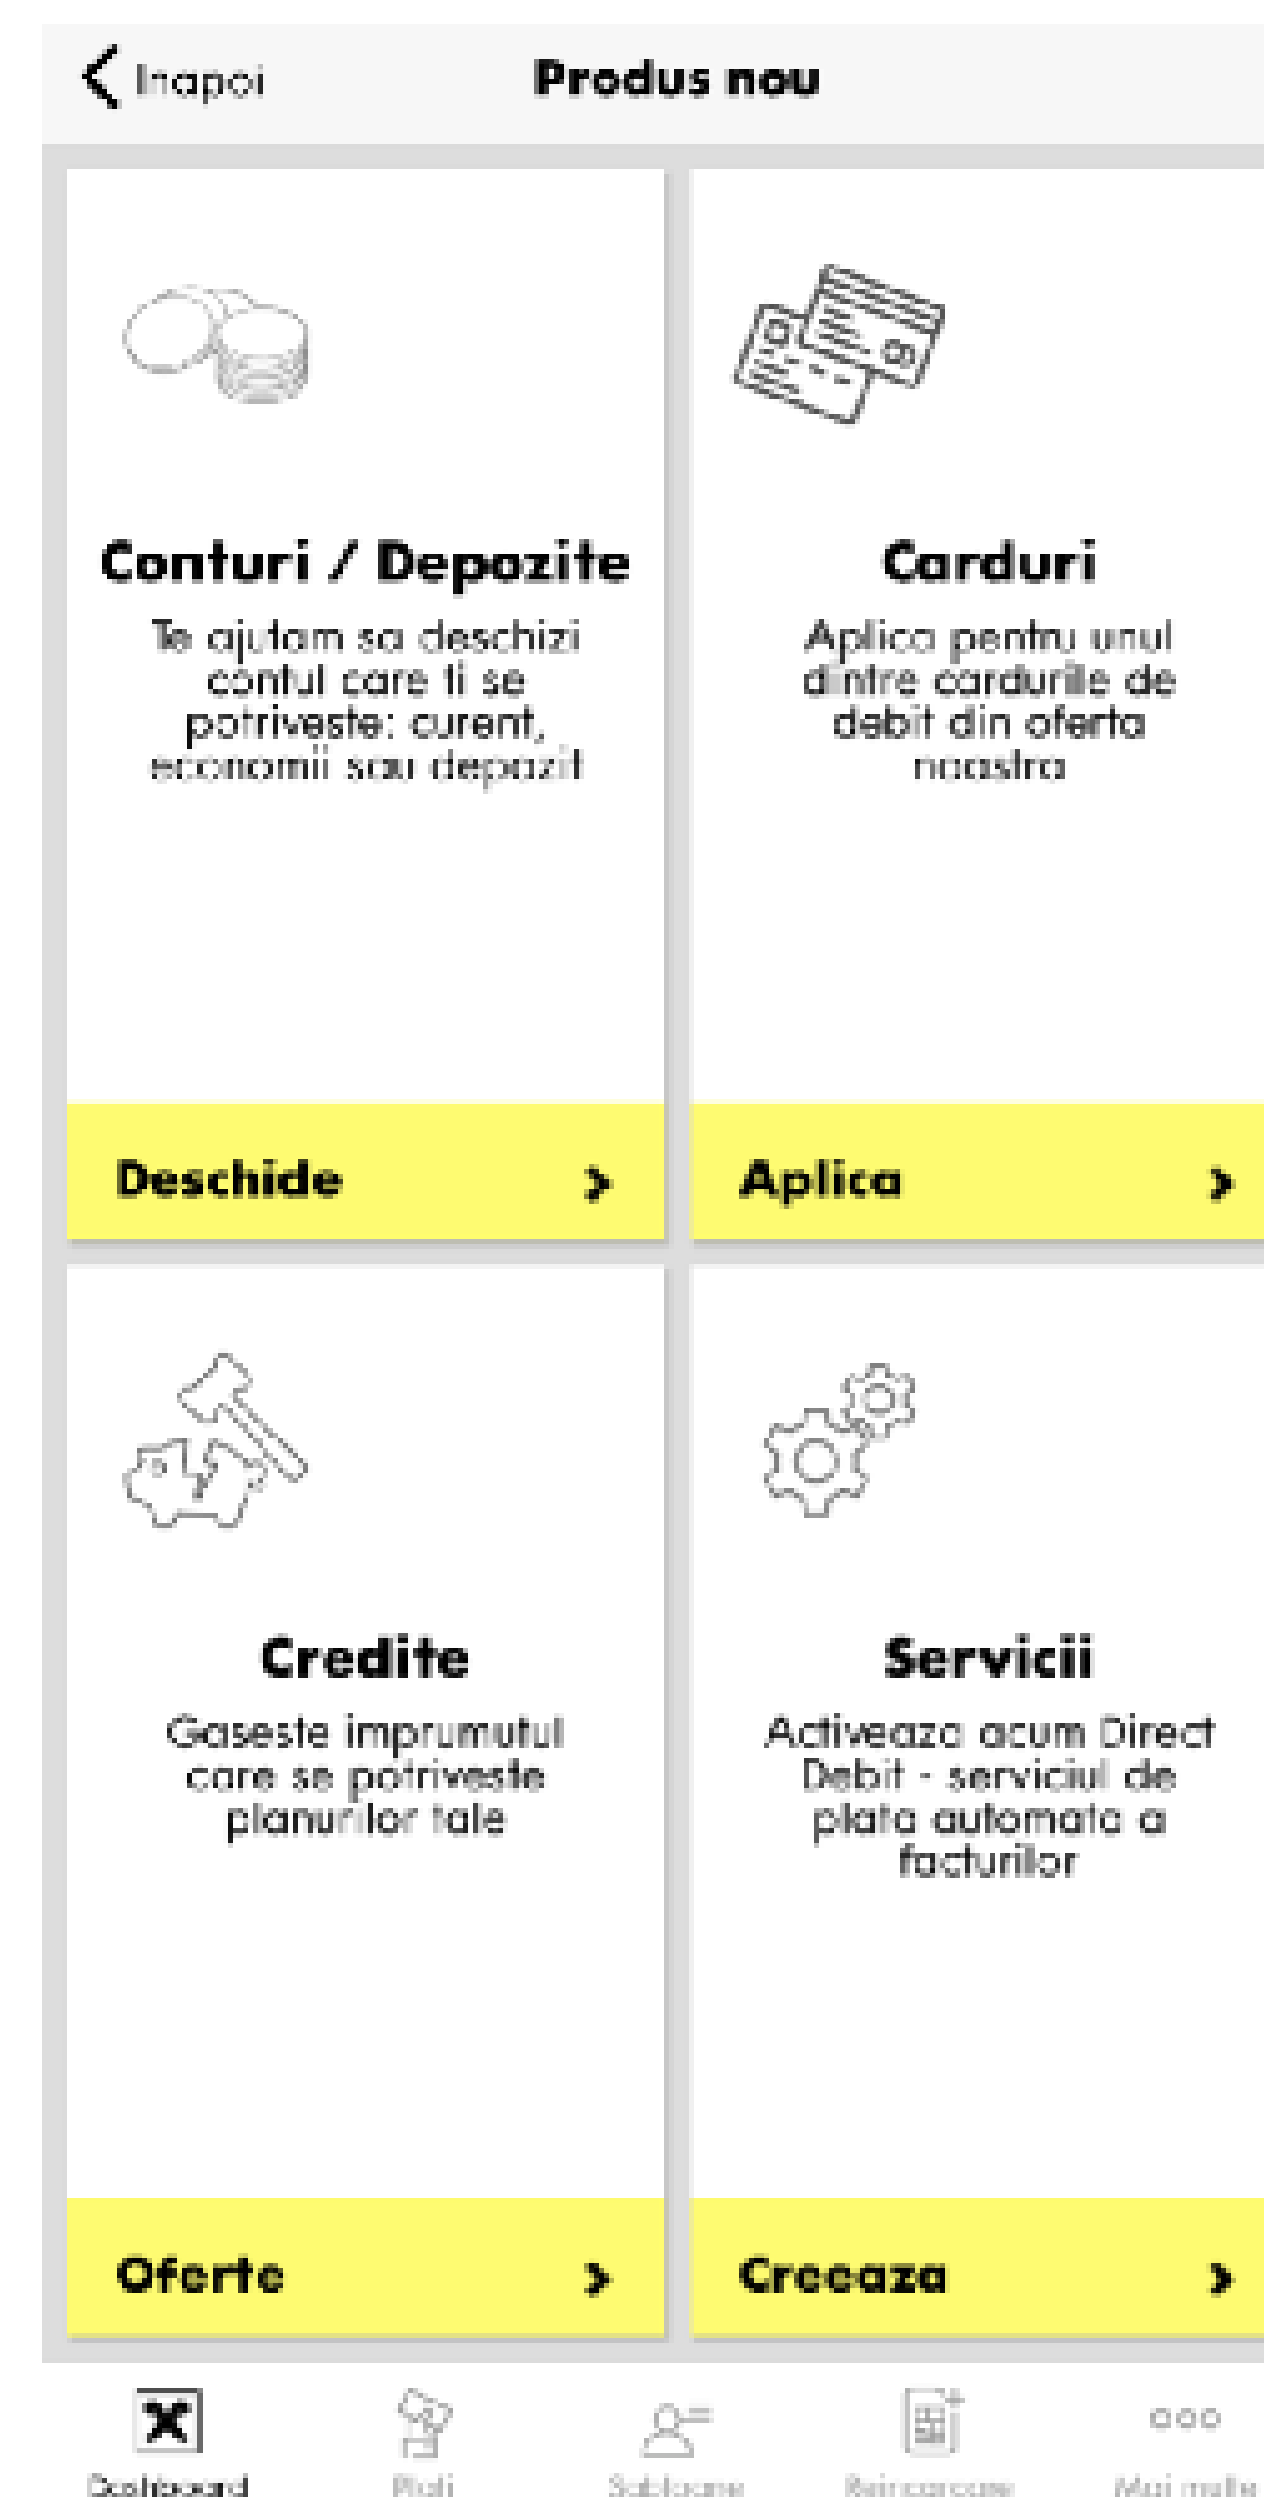 Inapoi Produs nou
Conturi / Depozite
Te ajutam sa deschizi
contul care ti se
potriveste: curent,
economii sau depozit
Deschide
Carduri
Aplica pentru unul
dintre cardurile de
debit din oferta
noastra
Aplica
Credite
Gaseste imprumutul
care se potriveste
planurilor tale
Oferte
Servicii
Activeaza acum Direct
Debit - serviciul de
plata automata a
facturilor
Creeaza
Dashboard Plati Sabloane Reincarcare Mai multe